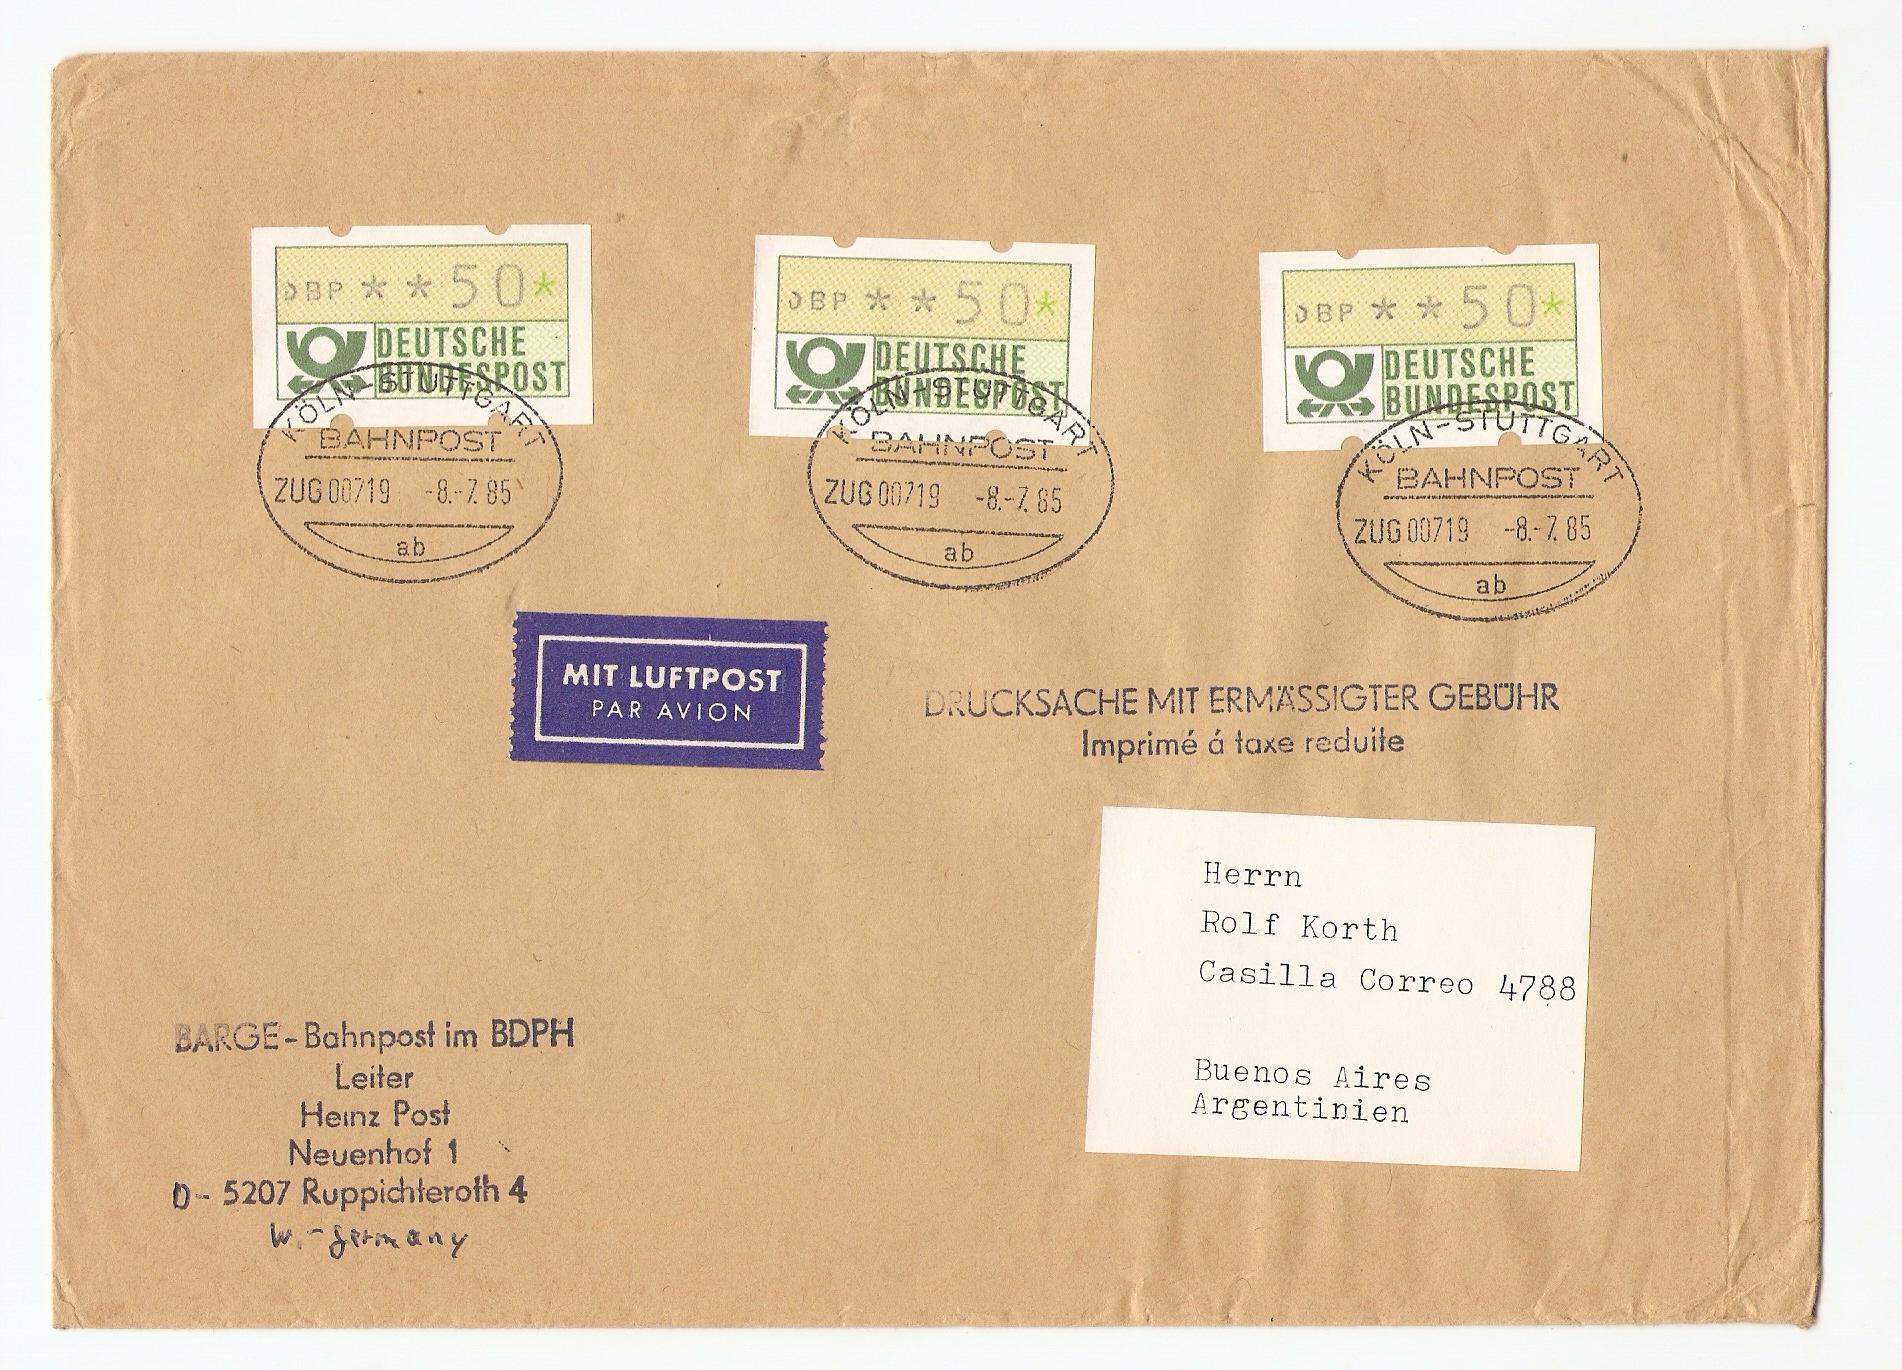 DBP * * 50*
DEUTSCHE
BUNDESPOST
DBP * * 50*
DEUTSCHE
BUNDESPOST
DBP * * 50*
DEUTSCHE
BUNDESPOST
KÖLN-STUTTGART
BAHNPOST
ZUG 00719 -8.-7.85
ab
KÖLN-STUTTGART
BAHNPOST
ZUG 00719 -8.-7.85
ab
KÖLN-STUTTGART
BAHNPOST
ZUG 00719 -8.-7.85
ab
MIT LUFTPOST
PAR AVION
DRUCKSACHE MIT ERMÄSSIGTER GEBÜHR
Imprimé á taxe reduite
Herrn
Rolf Korth
Casilla Correo 4788
Buenos Aires
Argentinien
BARGE-Bahnpost im BDPH
Leiter
Heinz Post
Neuenhof 1
D- 5207 Ruppichteroth 4
W.-Germany